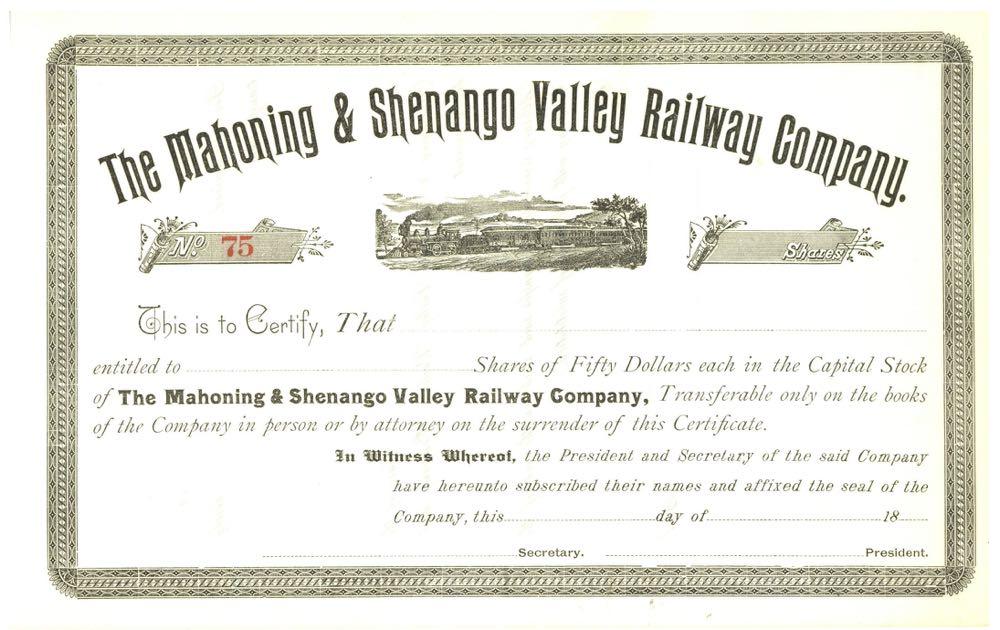 The Mahoning & Shenango Valley Railway Company.
No. 75
Shares
This is to Certify, That
entitled to Shares of Fifty Dollars each in the Capital Stock
of The Mahoning & Shenango Valley Railway Company, Transferable only on the books
of the Company in person or by attorney on the surrender of this Certificate.
In Witness Whereof, the President and Secretary of the said Company
have hereunto subscribed their names and affixed the seal of the
Company, this day of 18
Secretary. President.